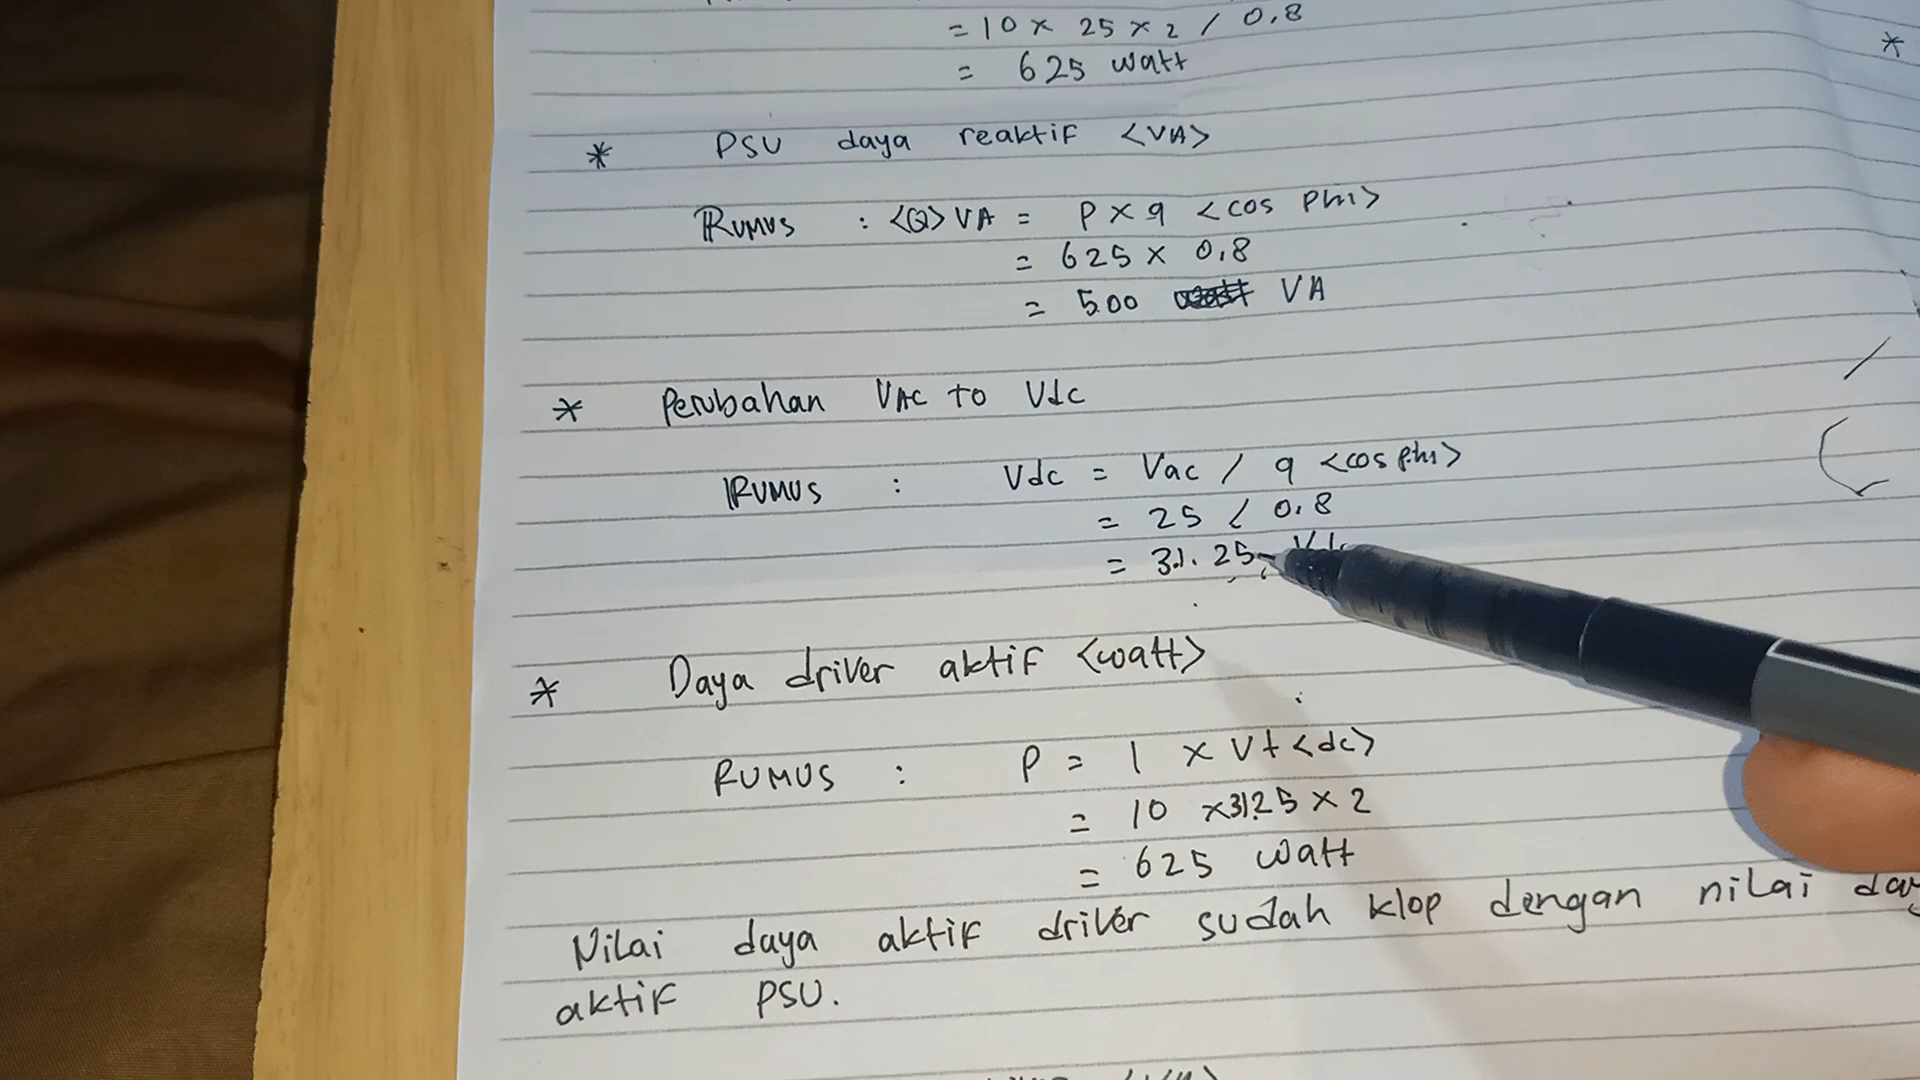 = 10 x 25 x 2 / 0,8
= 625 watt
*
* PSU daya reaktif <VA>
RUMUS : <Q> VA = P x q <cos phi>
= 625 x 0,8
= 500 VA
* Perubahan VAC to Vdc
RUMUS : Vdc = Vac / q <cos phi>
= 25 / 0.8
= 31.25
* Daya driver aktif <watt>
RUMUS : P = I x Vt <dc>
= 10 x 31.25 x 2
= 625 watt
Nilai daya aktif driver sudah klop dengan nilai
aktif PSU.